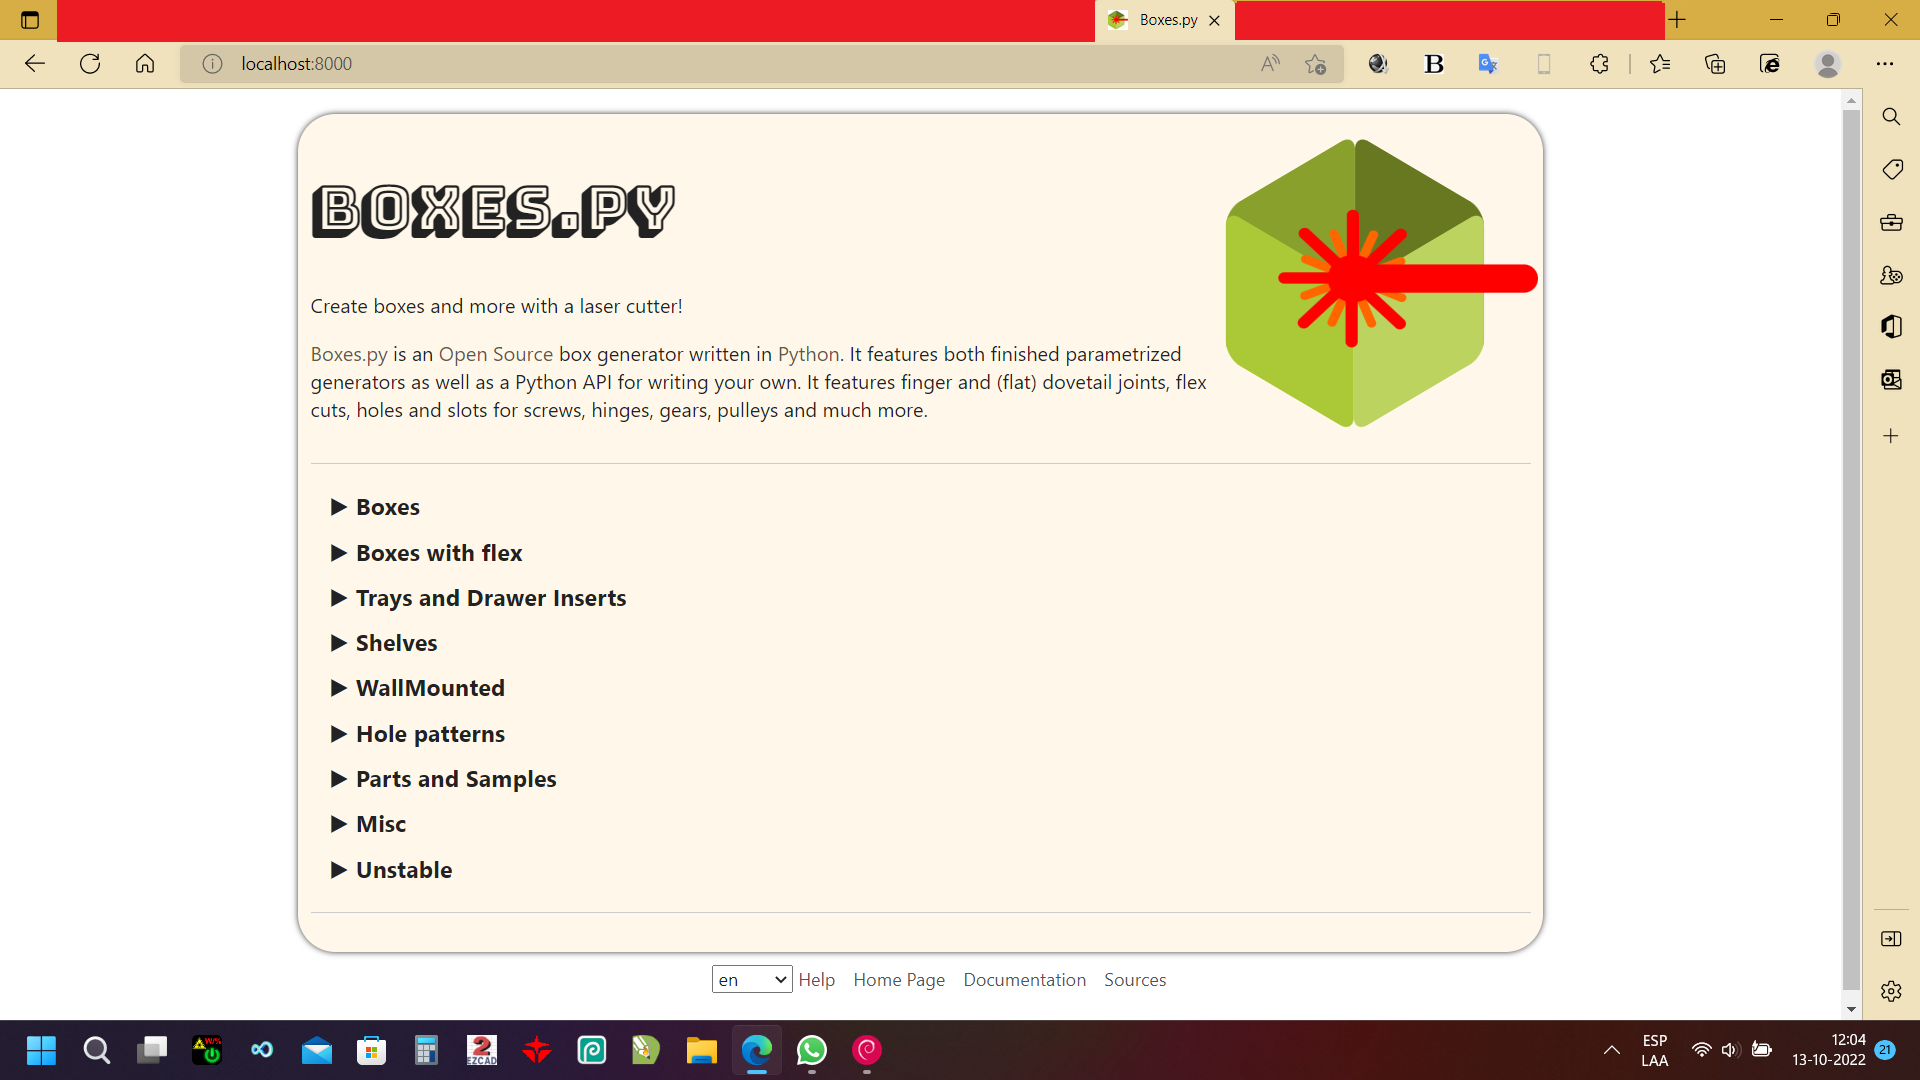 Boxes.py
localhost:8000
BOXES.PY
Create boxes and more with a laser cutter!
Boxes.py is an Open Source box generator written in Python. It features both finished parametrized
generators as well as a Python API for writing your own. It features finger and (flat) dovetail joints, flex
cuts, holes and slots for screws, hinges, gears, pulleys and much more.
Boxes
Boxes with flex
Trays and Drawer Inserts
Shelves
WallMounted
Hole patterns
Parts and Samples
Misc
Unstable
en Help Home Page Documentation Sources
W/%
2
EZCAD
ESP
LAA
12:04
13-10-2022
21